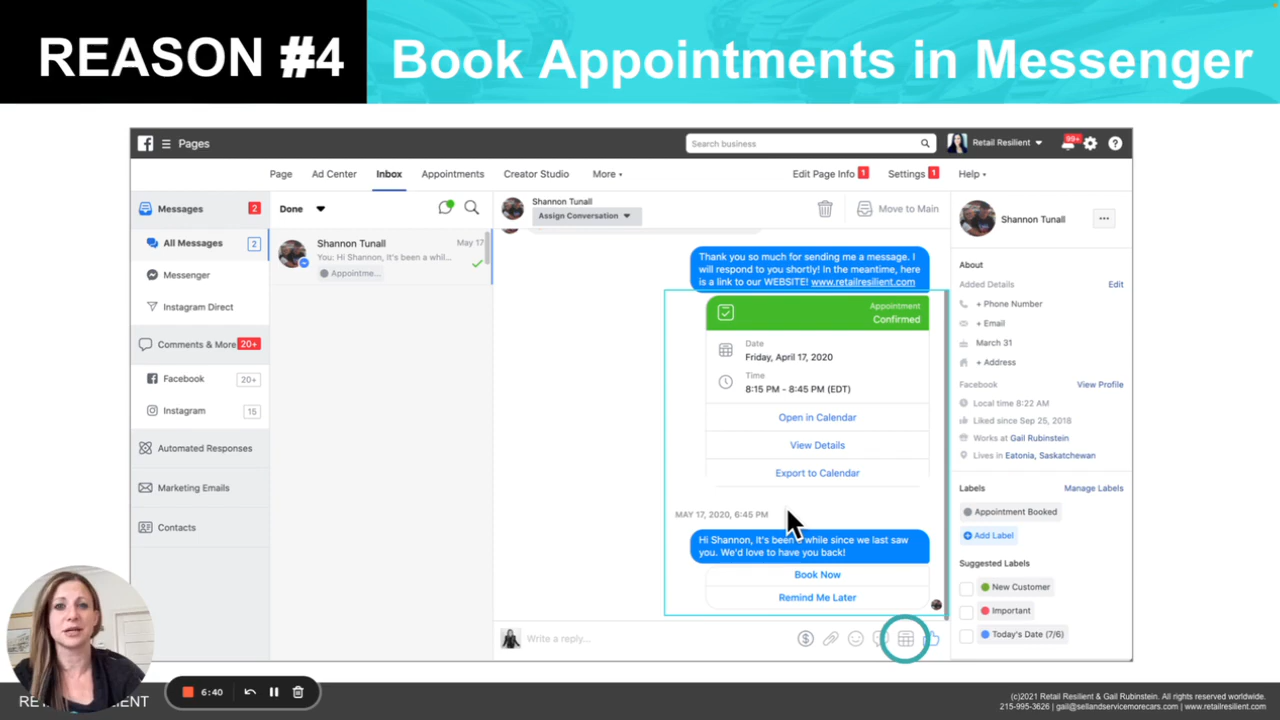 REASON #4
Book Appointments in Messenger
Pages
Search business
Retail Resilient
99+
Page
Ad Center
Inbox
Appointments
Creator Studio
More
Edit Page Info
1
Settings
1
Help
Messages
2
All Messages
2
Messenger
Instagram Direct
Comments & More
20+
Facebook
20+
Instagram
15
Automated Responses
Marketing Emails
Contacts
Done
Shannon Tunall
May 17
You: Hi Shannon, It's been a whil...
Appointme...
Shannon Tunall
Assign Conversation
Move to Main
Thank you so much for sending me a message. I
will respond to you shortly! In the meantime, here
is a link to our WEBSITE! www.retailresilient.com
Appointment
Confirmed
Date
Friday, April 17, 2020
Time
8:15 PM - 8:45 PM (EDT)
Open in Calendar
View Details
Export to Calendar
MAY 17, 2020, 6:45 PM
Hi Shannon, It's been a while since we last saw
you. We'd love to have you back!
Book Now
Remind Me Later
Write a reply...
Shannon Tunall
About
Added Details
Edit
+ Phone Number
+ Email
March 31
+ Address
Facebook
View Profile
Local time 8:22 AM
Liked since Sep 25, 2018
Works at Gail Rubinstein
Lives in Eatonia, Saskatchewan
Labels
Manage Labels
Appointment Booked
Add Label
Suggested Labels
New Customer
Important
Today's Date (7/6)
6:40
(c)2021 Retail Resilient & Gail Rubinstein. All rights reserved worldwide.
215-995-3626 | gail@sellandservicemorecars.com | www.retailresilient.com